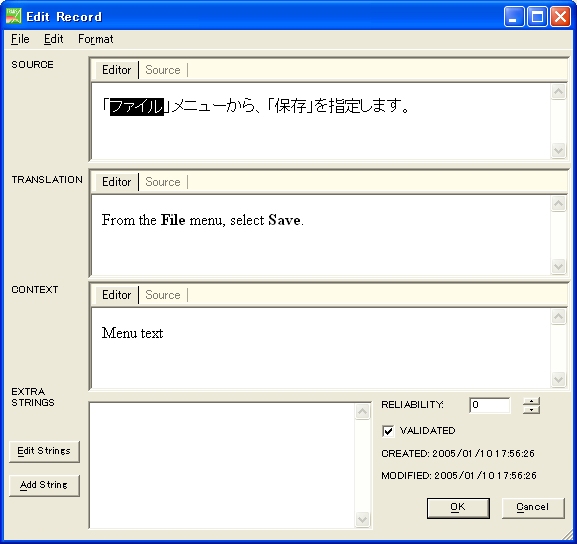 Edit Record
File Edit Format
SOURCE
Editor Source
「ファイル」メニューから、「保存」を指定します。
TRANSLATION
Editor Source
From the File menu, select Save.
CONTEXT
Editor Source
Menu text
EXTRA
STRINGS
Edit Strings
Add String
RELIABILITY: 0
VALIDATED
CREATED: 2005/01/10 17:56:26
MODIFIED: 2005/01/10 17:56:26
OK Cancel